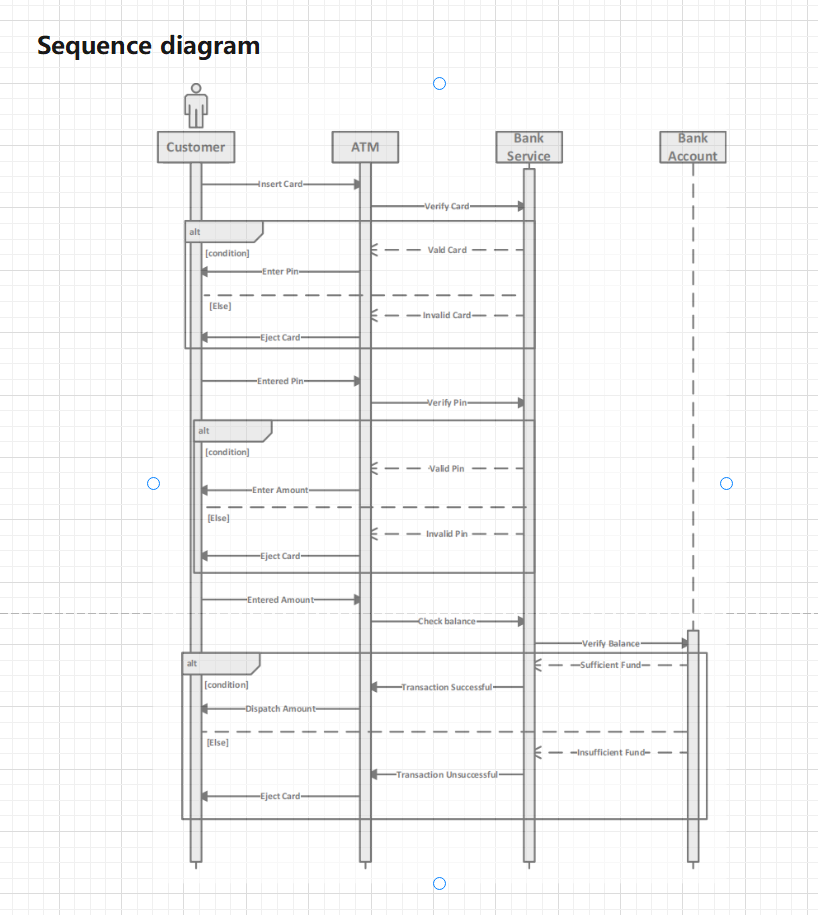 Sequence diagram
Customer
ATM
Bank
Service
Bank
Account
Insert Card
Verify Card
alt
[condition]
Vald Card
Enter Pin
[Else]
Invalid Card
Eject Card
Entered Pin
Verify Pin
alt
[condition]
Valid Pin
Enter Amount
[Else]
Invalid Pin
Eject Card
Entered Amount
Check balance
Verify Balance
alt
Sufficient Fund
[condition]
Transaction Successful
Dispatch Amount
[Else]
Insufficient Fund
Transaction Unsuccessful
Eject Card